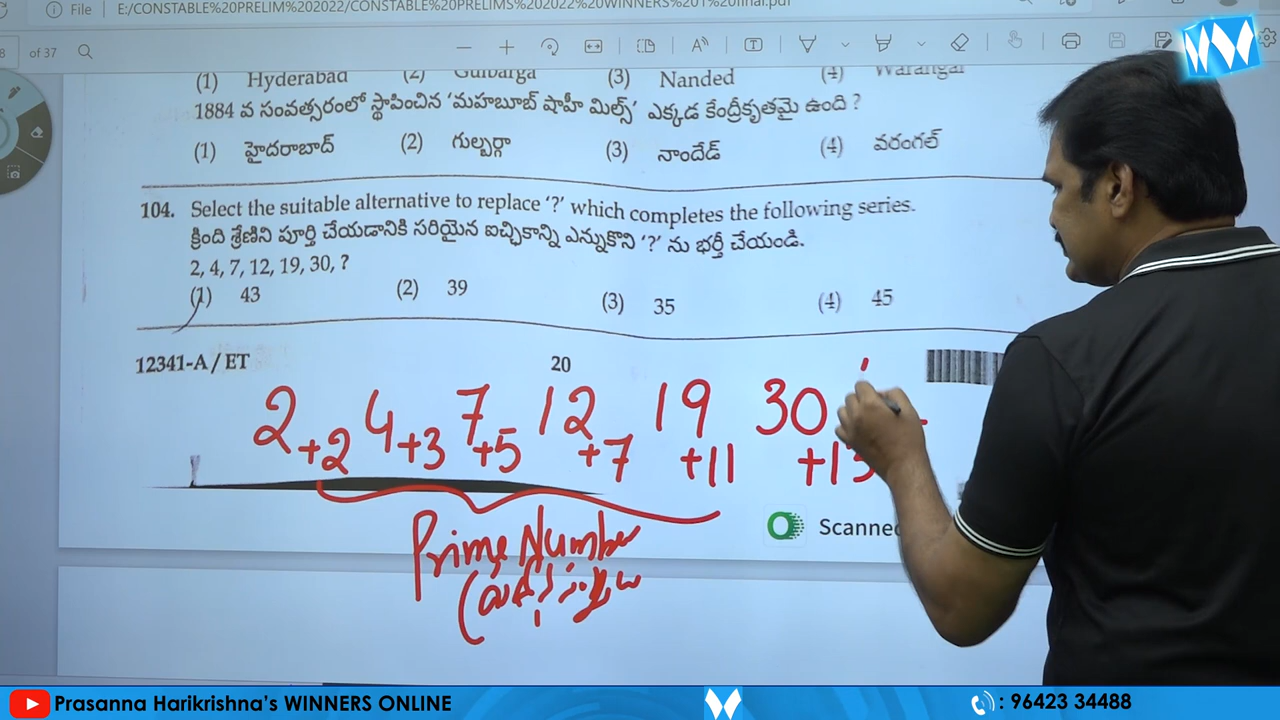 File | E:/CONSTABLE%20PRELIM%202022/CONSTABLE%20PRELIMS%202022%20WINNERS%201%20final.pdf
8 of 37
(1) Hyderabad (2) Gulbarga (3) Nanded (4) Warangal
1884 వ సంవత్సరంలో స్థాపించిన 'మహబూబ్ షాహీ మిల్స్' ఎక్కడ కేంద్రీకృతమై ఉంది ?
(1) హైదరాబాద్ (2) గుల్బర్గా (3) నాందేడ్ (4) వరంగల్
104. Select the suitable alternative to replace '?' which completes the following series.
క్రింది శ్రేణిని పూర్తి చేయడానికి సరియైన ఐచ్ఛికాన్ని ఎన్నుకొని '?' ను భర్తీ చేయండి.
2, 4, 7, 12, 19, 30, ?
(1) 43 (2) 39 (3) 35 (4) 45
12341-A / ET 20
2 4 7 12 19 30
+2 +3 +5 +7 +11 +13
Prime Number
Scanned
W
Prasanna Harikrishna's WINNERS ONLINE W : 96423 34488